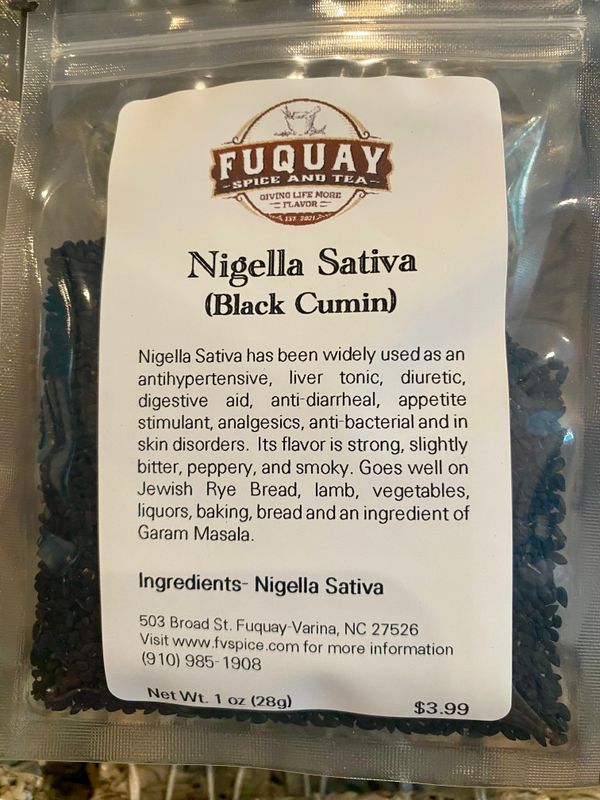 FUQUAY
-SPICE AND TEA-
GIVING LIFE MORE
FLAVOR
EST 2021
Nigella Sativa
(Black Cumin)
Nigella Sativa has been widely used as an
antihypertensive, liver tonic, diuretic,
digestive aid, anti-diarrheal, appetite
stimulant, analgesics, anti-bacterial and in
skin disorders. Its flavor is strong, slightly
bitter, peppery, and smoky. Goes well on
Jewish Rye Bread, lamb, vegetables,
liquors, baking, bread and an ingredient of
Garam Masala.
Ingredients- Nigella Sativa
503 Broad St. Fuquay-Varina, NC 27526
Visit www.fvspice.com for more information
(910) 985-1908
Net Wt. 1 oz (28g)
$3.99